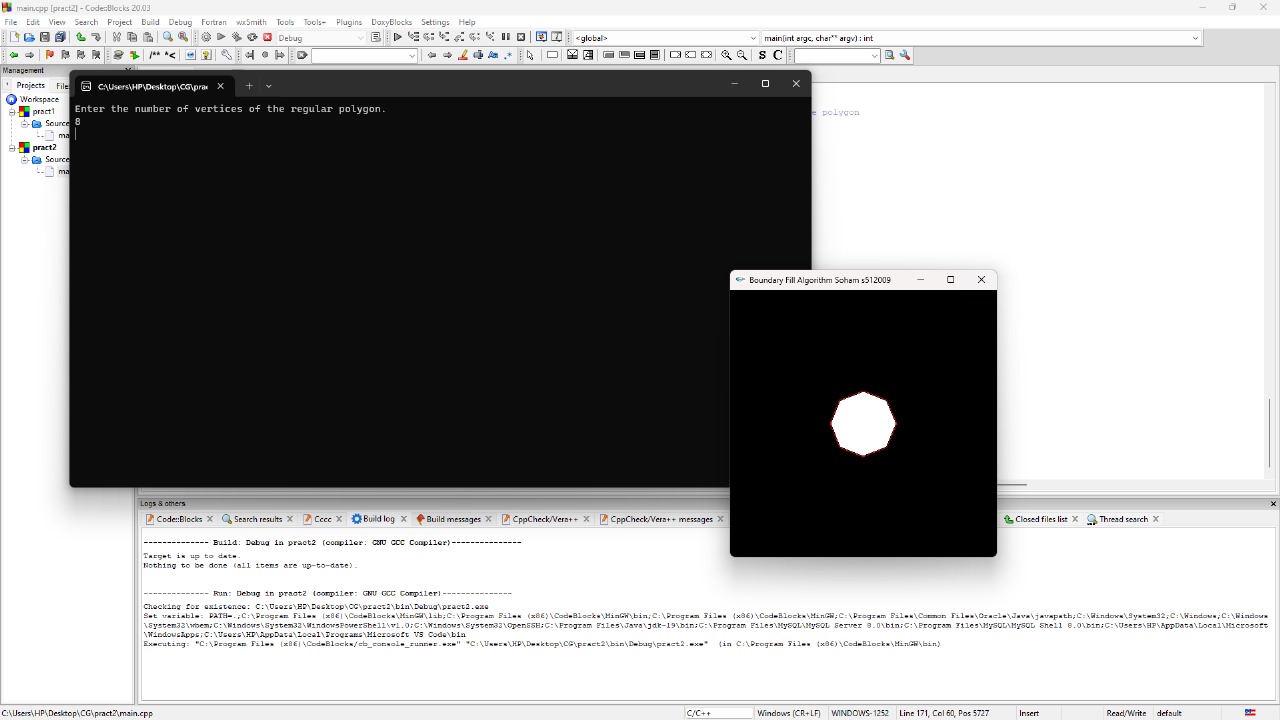 main.cpp [pract2] - Code::Blocks 20.03
File Edit View Search Project Build Debug Fortran wxSmith Tools Tools+ Plugins DoxyBlocks Settings Help
Debug
<global>
main(int argc, char** argv) : int
/** *<
S C
Management
Projects
Files
Workspace
pract1
Source
ma
pract2
Source
ma
C:\Users\HP\Desktop\CG\prac
Enter the number of vertices of the regular polygon.
8
e polygon
Boundary Fill Algorithm Soham s512009
Logs & others
Code::Blocks Search results Cccc Build log Build messages CppCheck/Vera++ CppCheck/Vera++ messages Closed files list Thread search
-------------- Build: Debug in pract2 (compiler: GNU GCC Compiler)---------------
Target is up to date.
Nothing to be done (all items are up-to-date).
-------------- Run: Debug in pract2 (compiler: GNU GCC Compiler)---------------
Checking for existence: C:\Users\HP\Desktop\CG\pract2\bin\Debug\pract2.exe
Set variable: PATH=.;C:\Program Files (x86)\CodeBlocks\MinGW\lib;C:\Program Files (x86)\CodeBlocks\MinGW\bin;C:\Program Files (x86)\CodeBlocks\MinGW;C:\Program Files\Common Files\Oracle\Java\javapath;C:\Windows\System32;C:\Windows;C:\Windows
\System32\wbem;C:\Windows\System32\WindowsPowerShell\v1.0;C:\Windows\System32\OpenSSH;C:\Program Files\Java\jdk-19\bin;C:\Program Files\MySQL\MySQL Server 8.0\bin;C:\Program Files\MySQL\MySQL Shell 8.0\bin;C:\Users\HP\AppData\Local\Microsoft
\WindowsApps;C:\Users\HP\AppData\Local\Programs\Microsoft VS Code\bin
Executing: "C:\Program Files (x86)\CodeBlocks/cb_console_runner.exe" "C:\Users\HP\Desktop\CG\pract2\bin\Debug\pract2.exe"  (in C:\Program Files (x86)\CodeBlocks\MinGW\bin)
C:\Users\HP\Desktop\CG\pract2\main.cpp
C/C++
Windows (CR+LF)
WINDOWS-1252
Line 171, Col 60, Pos 5727
Insert
Read/Write
default